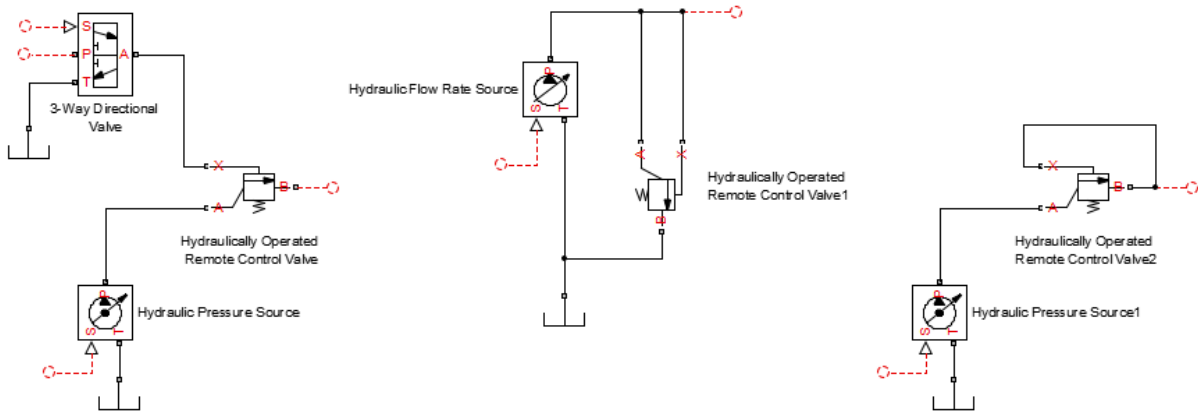 S
P
A
T
3-Way Directional
Valve
X
B
A
Hydraulically Operated
Remote Control Valve
P
Hydraulic Pressure Source
S
T
P
Hydraulic Flow Rate Source
S
T
A
X
Hydraulically Operated
Remote Control Valve1
B
X
B
A
Hydraulically Operated
Remote Control Valve2
P
Hydraulic Pressure Source1
S
T